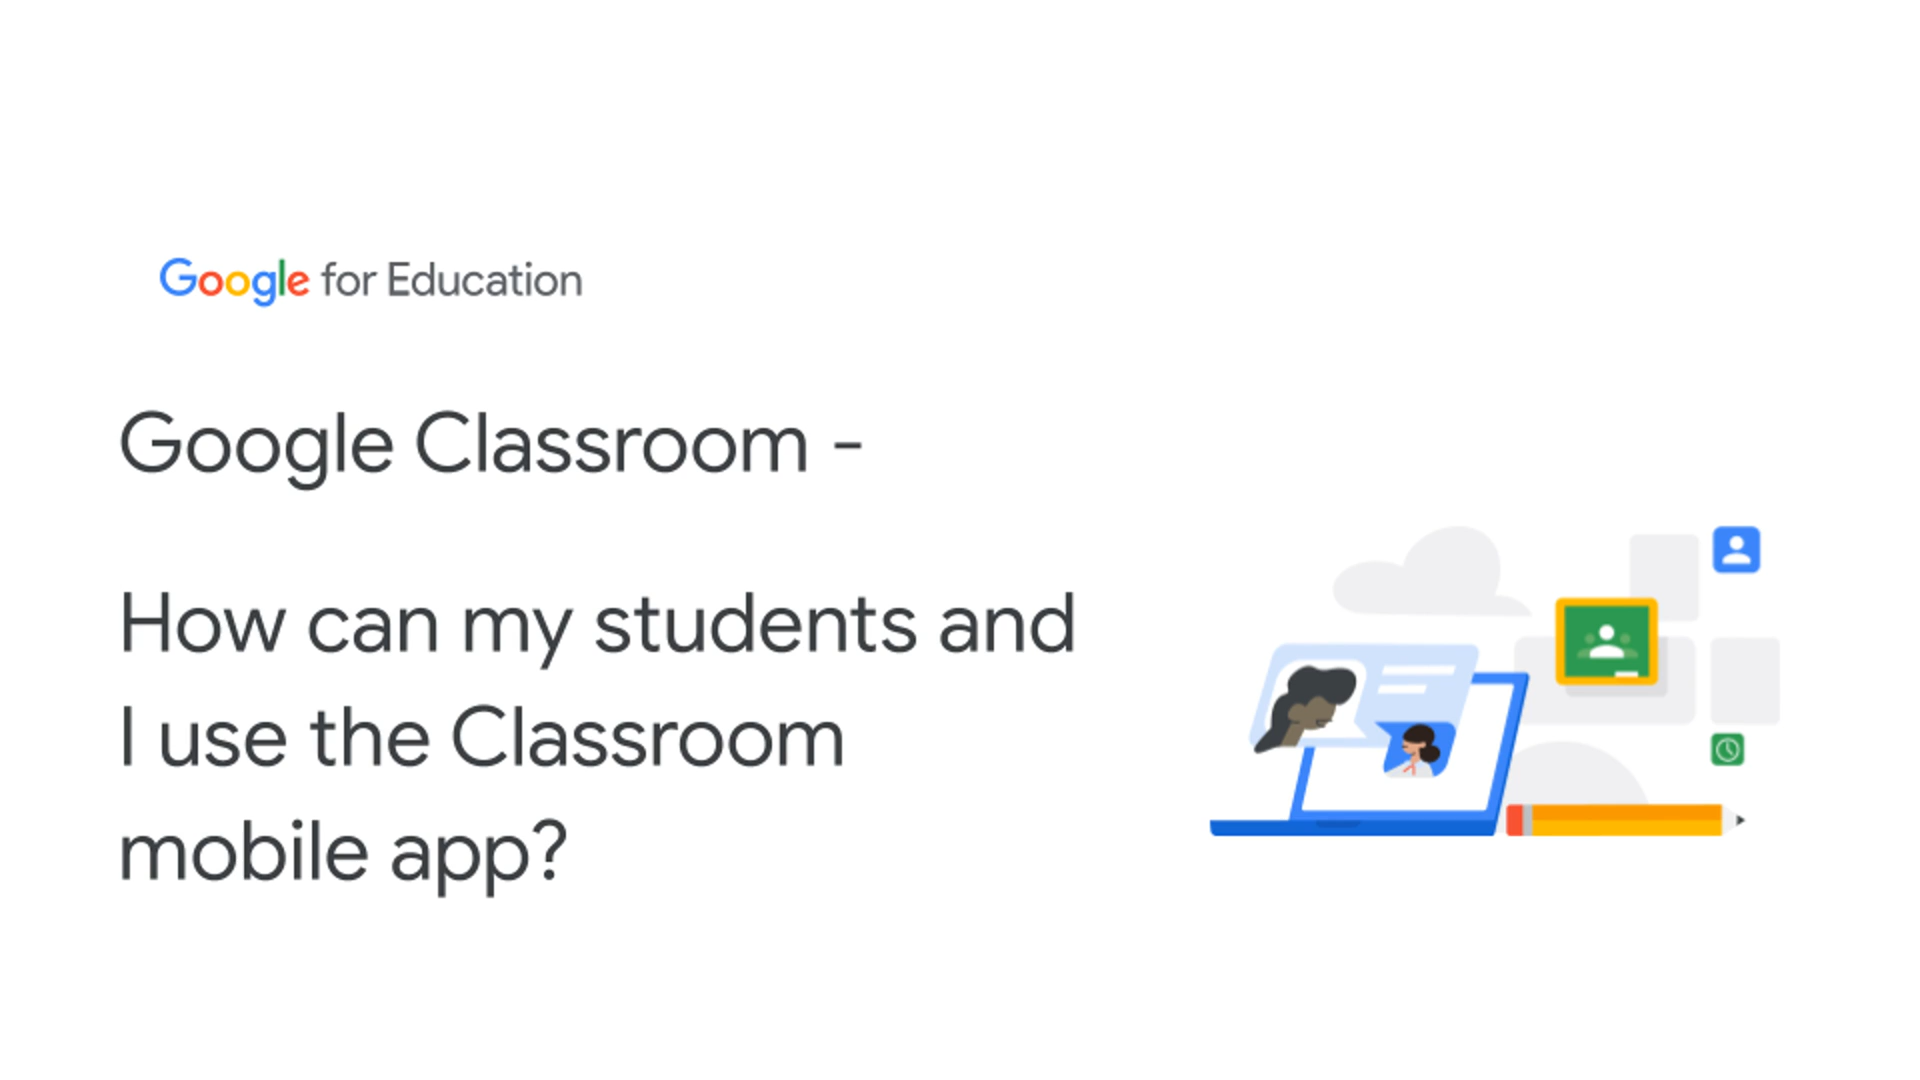 Google for Education
Google Classroom -
How can my students and
I use the Classroom
mobile app?